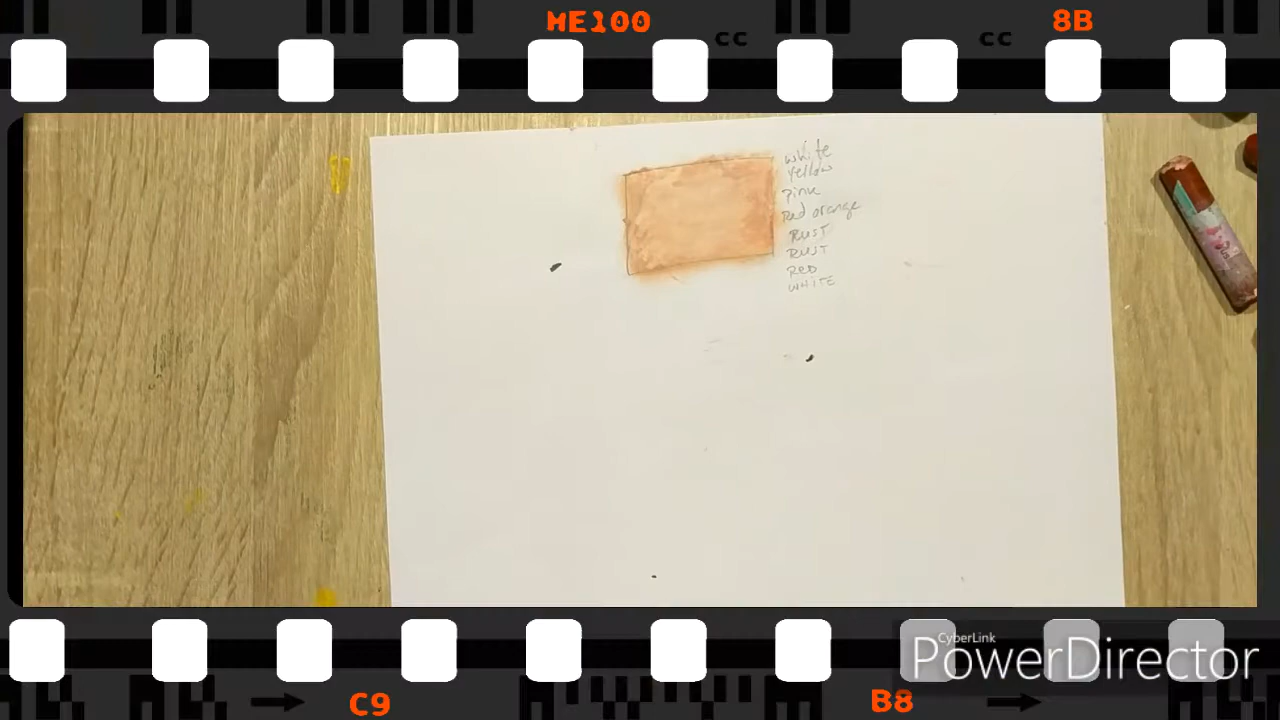 ME100
8B
cc
cc
white
Yellow
Pink
Red orange
RUST
RUST
RED
WHITE
CyberLink
PowerDirector
C9
B8